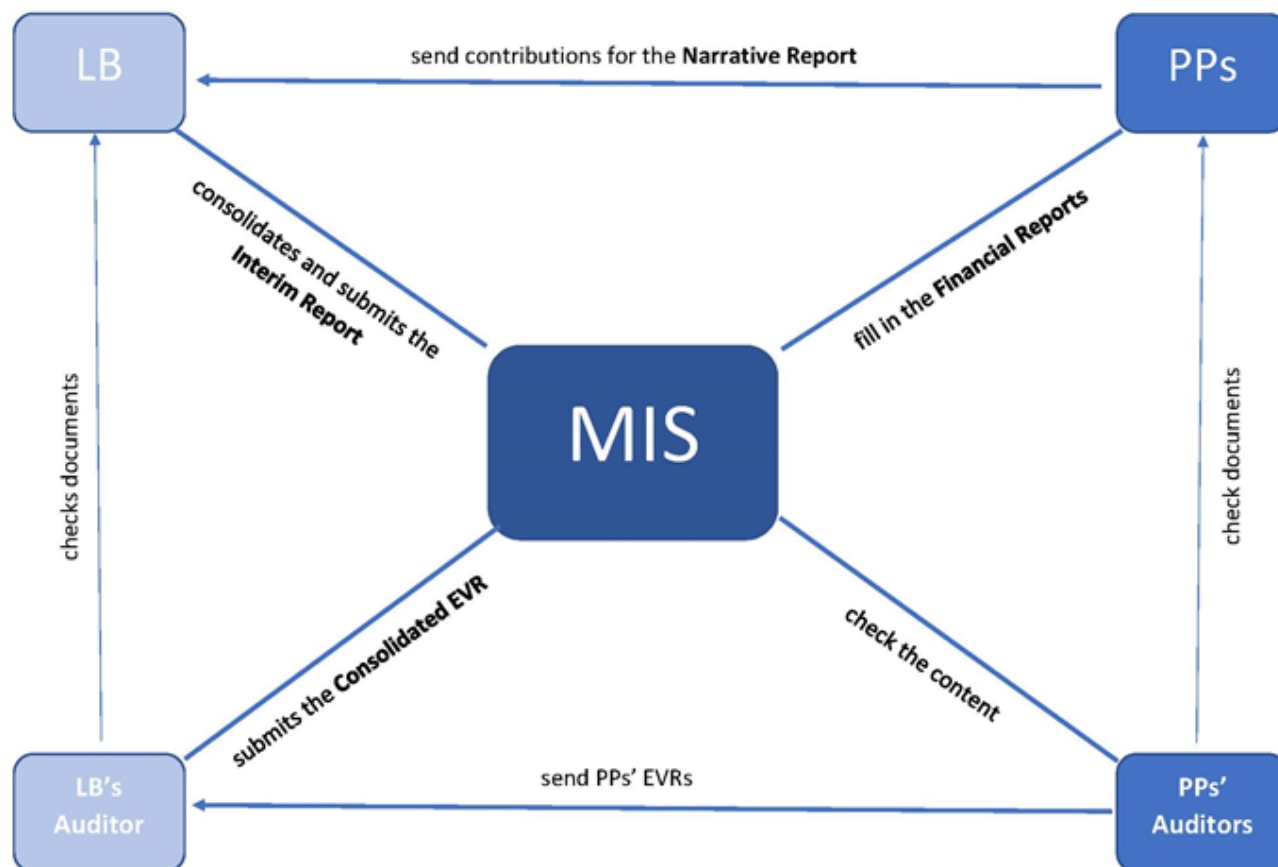 LB
send contributions for the Narrative Report
PPs
consolidates and submits the
Interim Report
fill in the Financial Reports
checks documents
MIS
check documents
submits the Consolidated EVR
check the content
LB's
Auditor
send PPs' EVRs
PPs'
Auditors